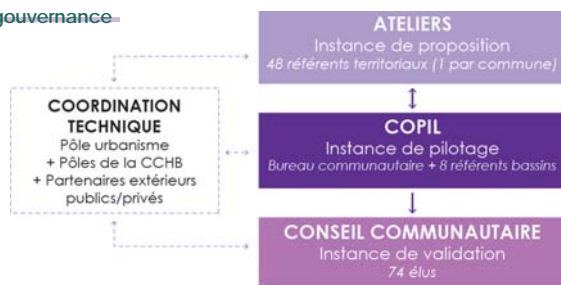 gouvernance
ATELIERS
Instance de proposition
48 référents territoriaux (1 par commune)
COORDINATION
TECHNIQUE
Pôle urbanisme
+ Pôles de la CCHB
+ Partenaires extérieurs
publics/privés
COPIL
Instance de pilotage
Bureau communautaire + 8 référents bassins
CONSEIL COMMUNAUTAIRE
Instance de validation
74 élus